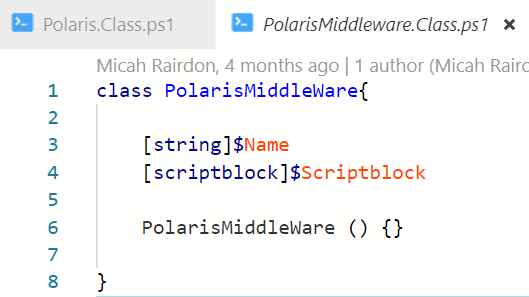 Polaris.Class.ps1 PolarisMiddleware.Class.ps1
Micah Rairdon, 4 months ago | 1 author (Micah Raird
1 class PolarisMiddleWare{
2
3 [string]$Name
4 [scriptblock]$Scriptblock
5
6 PolarisMiddleWare () {}
7
8 }